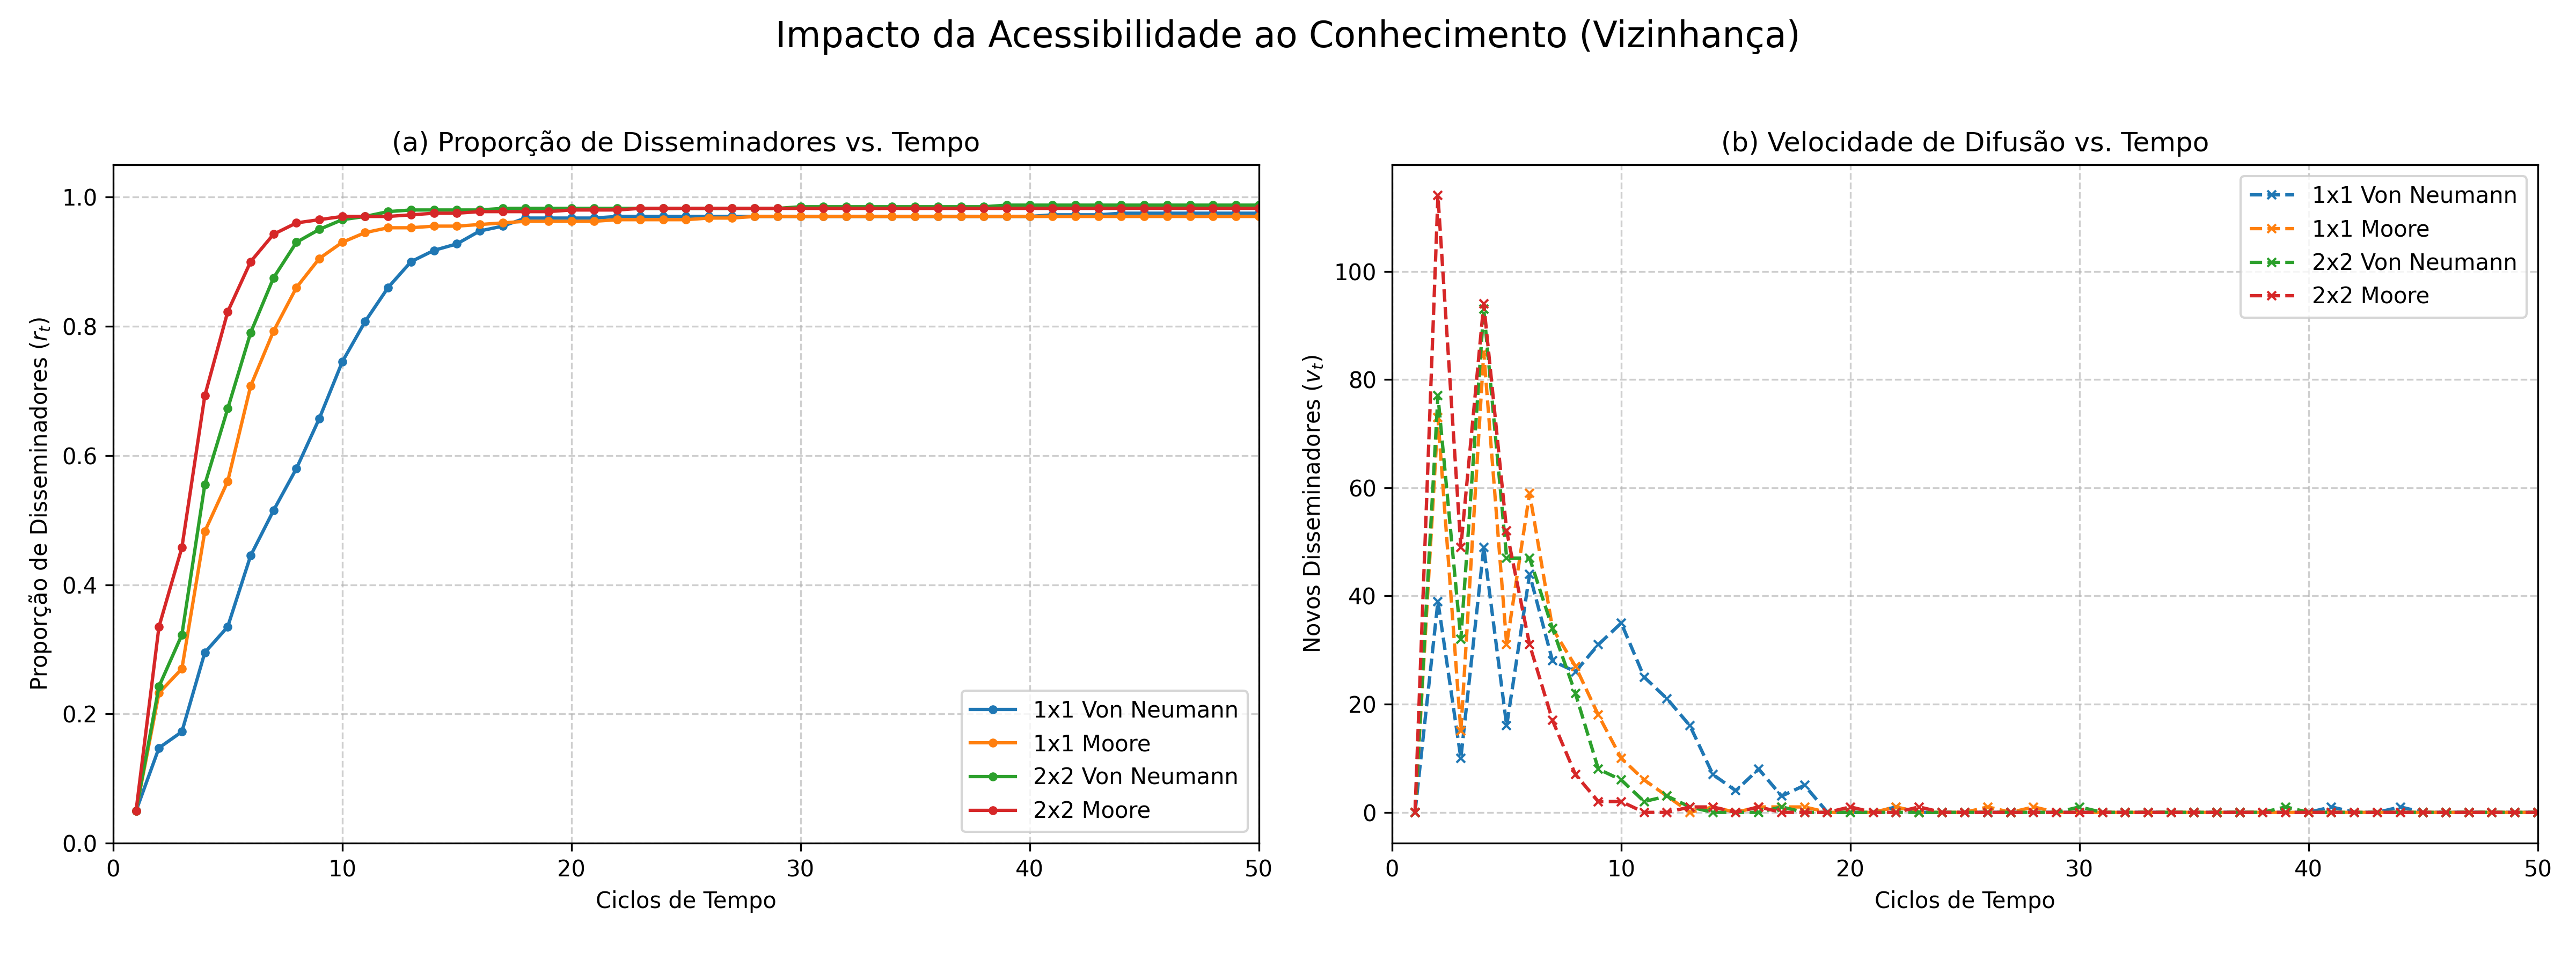 Impacto da Acessibilidade ao Conhecimento (Vizinhança)
(a) Proporção de Disseminadores vs. Tempo
Proporção de Disseminadores (r_t)
1.0
0.8
0.6
0.4
0.2
0.0
0 10 20 30 40 50
Ciclos de Tempo
1x1 Von Neumann
1x1 Moore
2x2 Von Neumann
2x2 Moore
(b) Velocidade de Difusão vs. Tempo
Novos Disseminadores (v_t)
100
80
60
40
20
0
0 10 20 30 40 50
Ciclos de Tempo
1x1 Von Neumann
1x1 Moore
2x2 Von Neumann
2x2 Moore